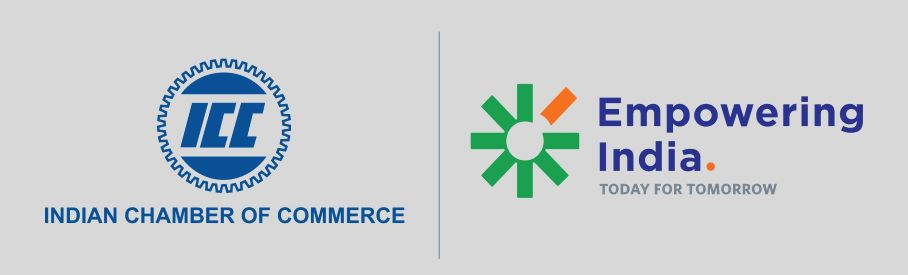 ICC
INDIAN CHAMBER OF COMMERCE
Empowering
India.
TODAY FOR TOMORROW